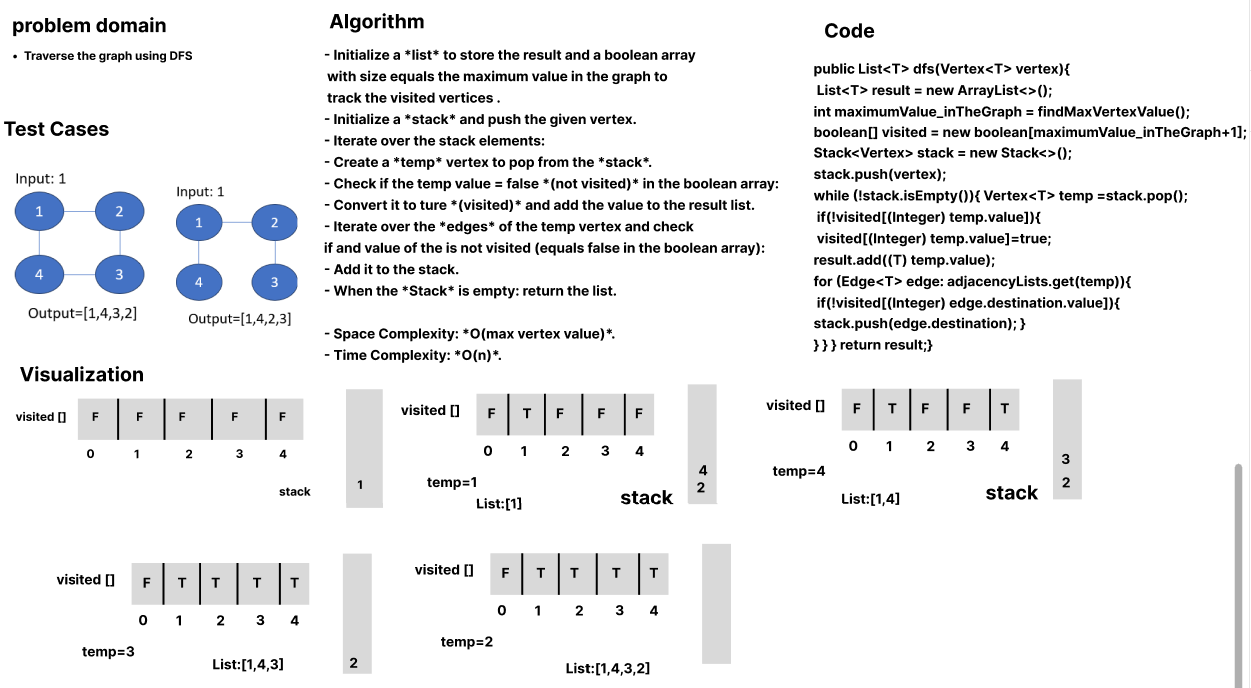 problem domain
• Traverse the graph using DFS
Test Cases
Input: 1
1 2
4 3
Output=[1,4,3,2]
Input: 1
1 2
4 3
Output=[1,4,2,3]
Algorithm
- Initialize a *list* to store the result and a boolean array
with size equals the maximum value in the graph to
track the visited vertices .
- Initialize a *stack* and push the given vertex.
- Iterate over the stack elements:
- Create a *temp* vertex to pop from the *stack*.
- Check if the temp value = false *(not visited)* in the boolean array:
- Convert it to ture *(visited)* and add the value to the result list.
- Iterate over the *edges* of the temp vertex and check
if and value of the is not visited (equals false in the boolean array):
- Add it to the stack.
- When the *Stack* is empty: return the list.
- Space Complexity: *O(max vertex value)*.
- Time Complexity: *O(n)*.
Code
public List<T> dfs(Vertex<T> vertex){
List<T> result = new ArrayList<>();
int maximumValue_inTheGraph = findMaxVertexValue();
boolean[] visited = new boolean[maximumValue_inTheGraph+1];
Stack<Vertex> stack = new Stack<>();
stack.push(vertex);
while (!stack.isEmpty()){ Vertex<T> temp =stack.pop();
if(!visited[(Integer) temp.value]){
visited[(Integer) temp.value]=true;
result.add((T) temp.value);
for (Edge<T> edge: adjacencyLists.get(temp)){
if(!visited[(Integer) edge.destination.value]){
stack.push(edge.destination); }
} } } return result;}
Visualization
visited [] F F F F F
0 1 2 3 4
stack
1
visited [] F T F F F
0 1 2 3 4
temp=1
List:[1]
stack
4
2
visited [] F T F F T
0 1 2 3 4
temp=4
List:[1,4]
stack
3
2
visited [] F T T T T
0 1 2 3 4
temp=3
List:[1,4,3]
2
visited [] F T T T T
0 1 2 3 4
temp=2
List:[1,4,3,2]